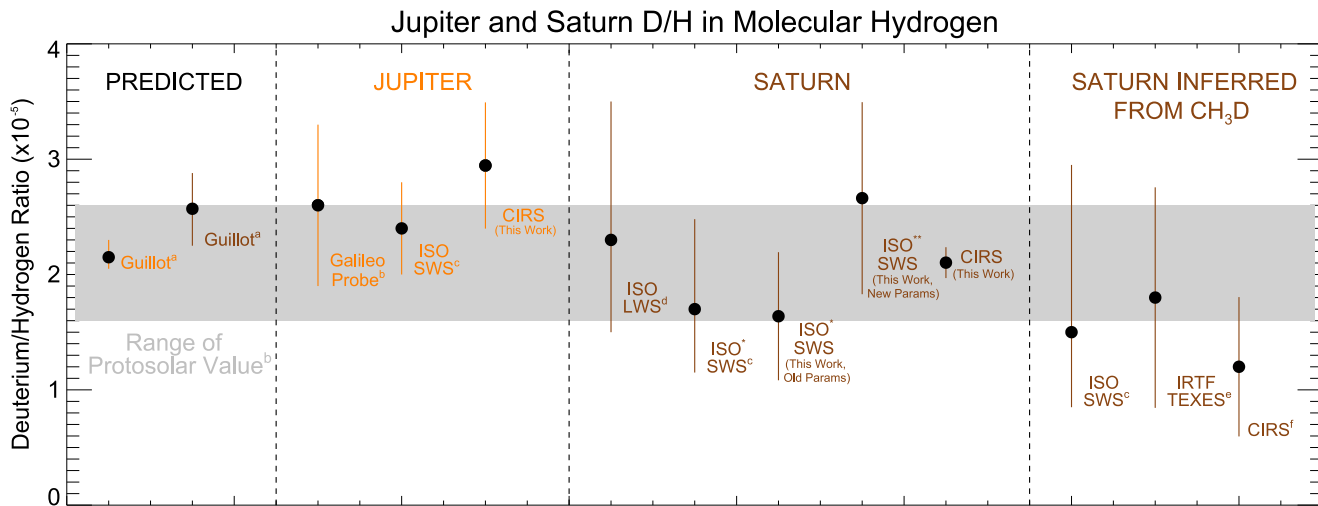 Jupiter and Saturn D/H in Molecular Hydrogen
Deuterium/Hydrogen Ratio (x10⁻⁵)
4
3
2
1
0
PREDICTED
JUPITER
SATURN
SATURN INFERRED
FROM CH₃D
Guillotᵃ
Guillotᵃ
Galileo
Probeᵇ
ISO
SWSᶜ
CIRS
(This Work)
ISO
LWSᵈ
ISO*
SWSᶜ
ISO*
SWS
(This Work,
Old Params)
ISO**
SWS
(This Work,
New Params)
CIRS
(This Work)
ISO
SWSᶜ
IRTF
TEXESᵉ
CIRSᶠ
Range of
Protosolar Valueᵇ